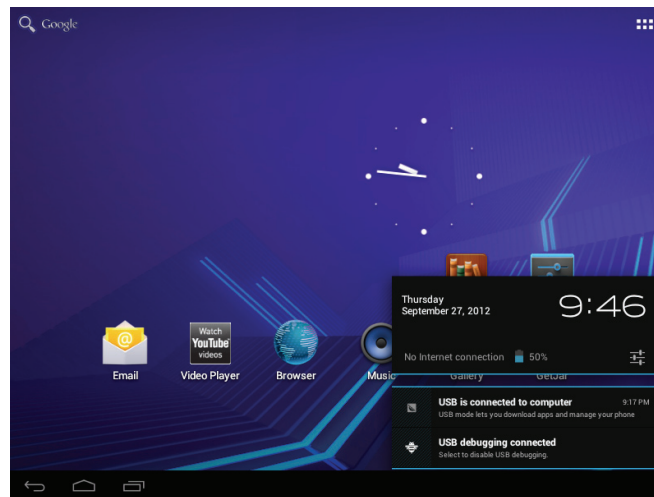 Google
Thursday
September 27, 2012
9:46
No Internet connection 50%
Watch
YouTube
videos
Email
Video Player
Browser
Music
Gallery
GetJar
USB is connected to computer 9:17 PM
USB mode lets you download apps and manage your phone
USB debugging connected
Select to disable USB debugging.